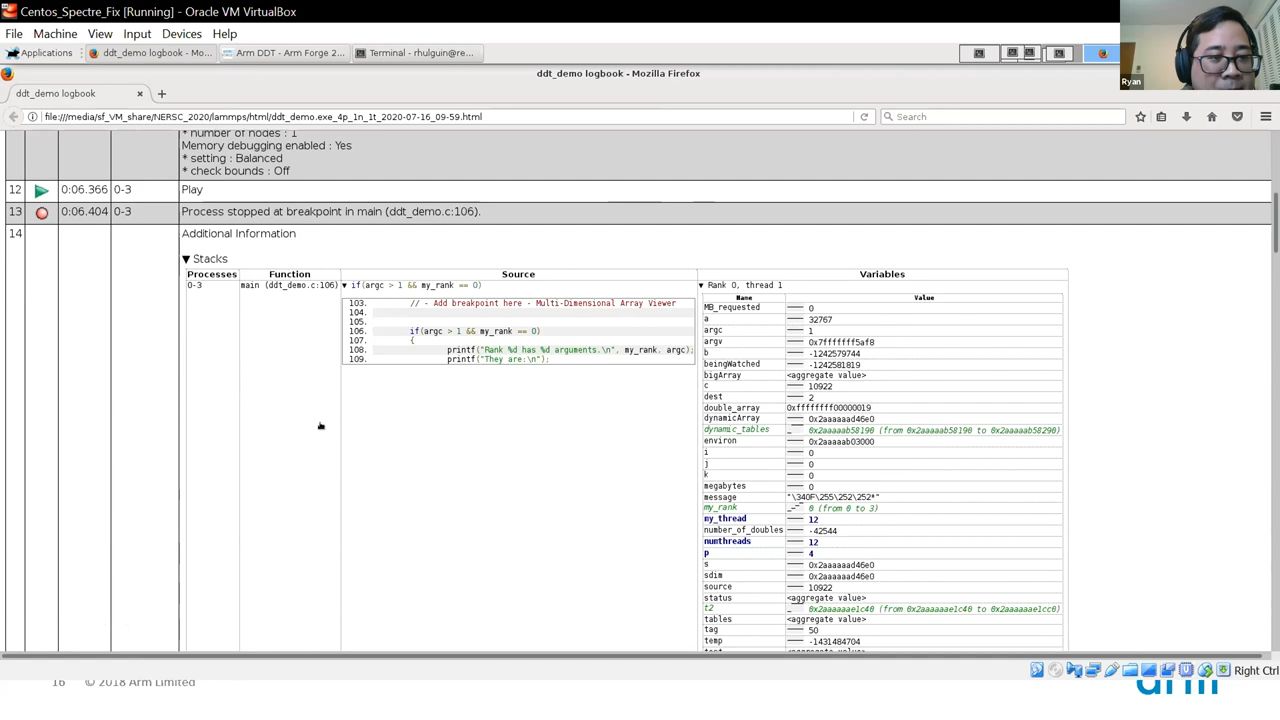 Centos_Spectre_Fix [Running] - Oracle VM VirtualBox
File Machine View Input Devices Help
Applications ddt_demo logbook - Mo... Arm DDT - Arm Forge 2... Terminal - rhulguin@re...
Ryan
ddt_demo logbook - Mozilla Firefox
ddt_demo logbook × +
file:///media/sf_VM_share/NERSC_2020/lammps/html/ddt_demo.exe_4p_1n_1t_2020-07-16_09-59.html Search
* number of nodes : 1
Memory debugging enabled : Yes
* setting : Balanced
* check bounds : Off
12 0:06.366 0-3 Play
13 0:06.404 0-3 Process stopped at breakpoint in main (ddt_demo.c:106).
14 Additional Information
▼ Stacks
Processes Function Source Variables
0-3 main (ddt_demo.c:106) ▼ if(argc > 1 && my_rank == 0) ▼ Rank 0, thread 1
103. // - Add breakpoint here - Multi-Dimensional Array Viewer
104.
105.
106. if(argc > 1 && my_rank == 0)
107. {
108. printf("Rank %d has %d arguments.\n", my_rank, argc);
109. printf("They are:\n");
Name Value
MB_requested 0
a 32767
argc 1
argv 0x7fffffff5af8
b -1242579744
beingWatched -1242581819
bigArray <aggregate value>
c 10922
dest 2
double_array 0xffffffff00000019
dynamicArray 0x2aaaaaad46e0
dynamic_tables 0x2aaaaab58190 (from 0x2aaaaab58190 to 0x2aaaaab58290)
environ 0x2aaaaab03000
i 0
j 0
k 0
megabytes 0
message "\340F\255\252\252*"
my_rank 0 (from 0 to 3)
my_thread 12
number_of_doubles -42544
numthreads 12
p 4
s 0x2aaaaaad46e0
sdim 0x2aaaaaad46e0
source 10922
status <aggregate value>
t2 0x2aaaaaae1c40 (from 0x2aaaaaae1c40 to 0x2aaaaaae1cc0)
tables <aggregate value>
tag 50
temp -1431484704
Right Ctrl
16 © 2018 Arm Limited
arm